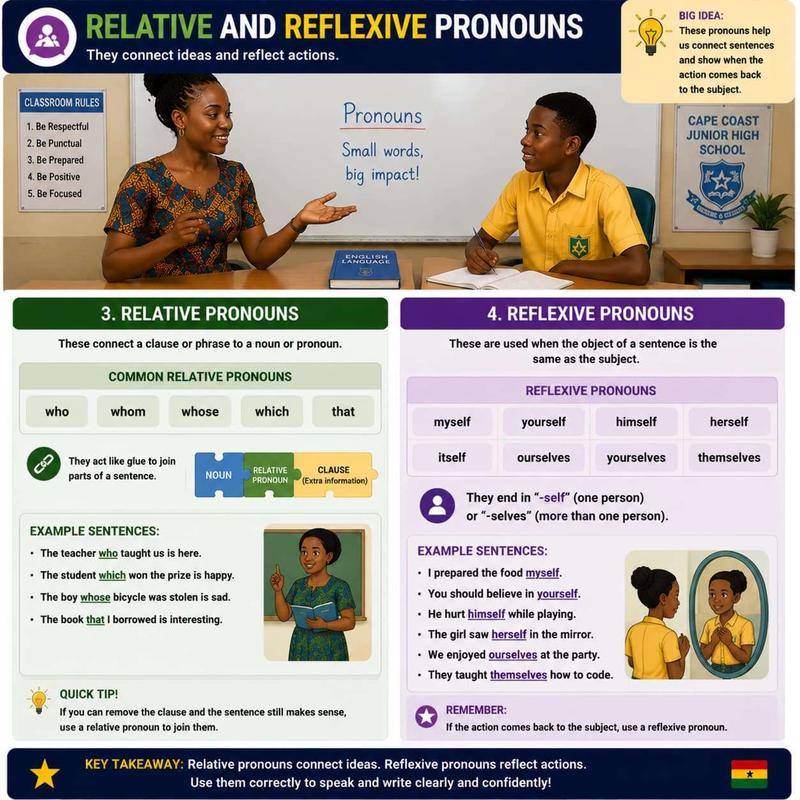 RELATIVE AND REFLEXIVE PRONOUNS
They connect ideas and reflect actions.
BIG IDEA:
These pronouns help
us connect sentences
and show when the
action comes back
to the subject.
CLASSROOM RULES
1. Be Respectful
2. Be Punctual
3. Be Prepared
4. Be Positive
5. Be Focused
Pronouns
Small words,
big impact!
CAPE COAST
JUNIOR HIGH
SCHOOL
ENGLISH
LANGUAGE
3. RELATIVE PRONOUNS
These connect a clause or phrase to a noun or pronoun.
COMMON RELATIVE PRONOUNS
who whom whose which that
They act like glue to join
parts of a sentence.
NOUN
RELATIVE
PRONOUN
CLAUSE
(Extra information)
EXAMPLE SENTENCES:
• The teacher who taught us is here.
• The student which won the prize is happy.
• The boy whose bicycle was stolen is sad.
• The book that I borrowed is interesting.
QUICK TIP!
If you can remove the clause and the sentence still makes sense,
use a relative pronoun to join them.
4. REFLEXIVE PRONOUNS
These are used when the object of a sentence is the
same as the subject.
REFLEXIVE PRONOUNS
myself yourself himself herself
itself ourselves yourselves themselves
They end in “-self” (one person)
or “-selves” (more than one person).
EXAMPLE SENTENCES:
• I prepared the food myself.
• You should believe in yourself.
• He hurt himself while playing.
• The girl saw herself in the mirror.
• We enjoyed ourselves at the party.
• They taught themselves how to code.
REMEMBER:
If the action comes back to the subject, use a reflexive pronoun.
KEY TAKEAWAY: Relative pronouns connect ideas. Reflexive pronouns reflect actions.
Use them correctly to speak and write clearly and confidently!